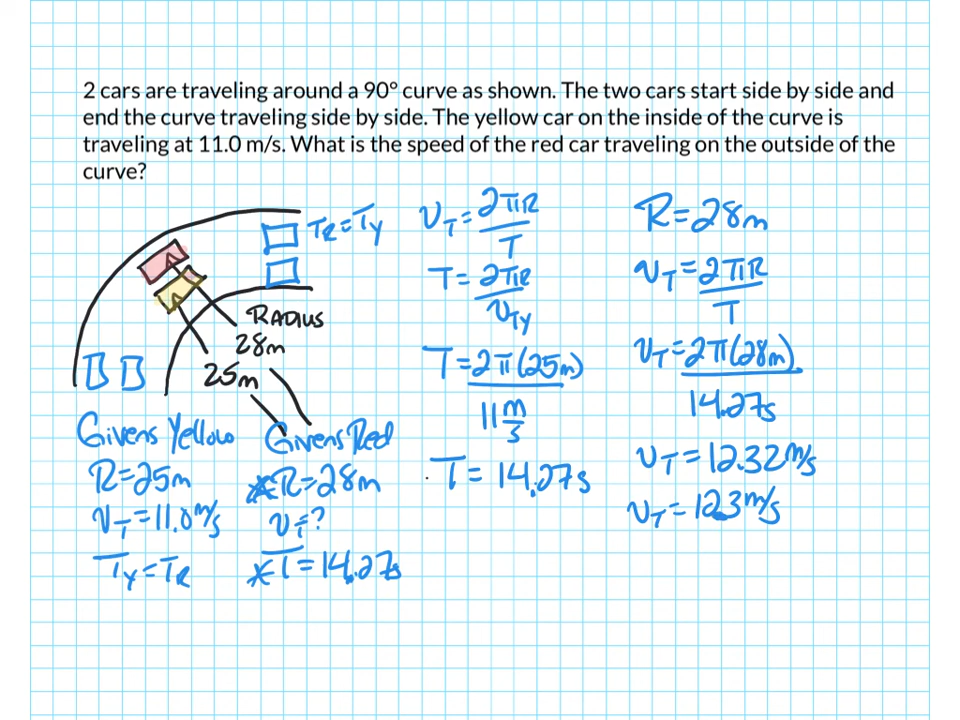 2 cars are traveling around a 90° curve as shown. The two cars start side by side and
end the curve traveling side by side. The yellow car on the inside of the curve is
traveling at 11.0 m/s. What is the speed of the red car traveling on the outside of the
curve?
TR=TY
RADIUS
28m
25m
Givens Yellow
R=25m
VT=11.0m/s
TY=TR
Givens Red
*R=28m
VT=?
*T=14.27s
VT=2πR/T
T=2πR/VTY
T=2π(25m)/11m/s
T=14.27s
R=28m
VT=2πR/T
VT=2π(28m)/14.27s
VT=12.32m/s
VT=12.3m/s